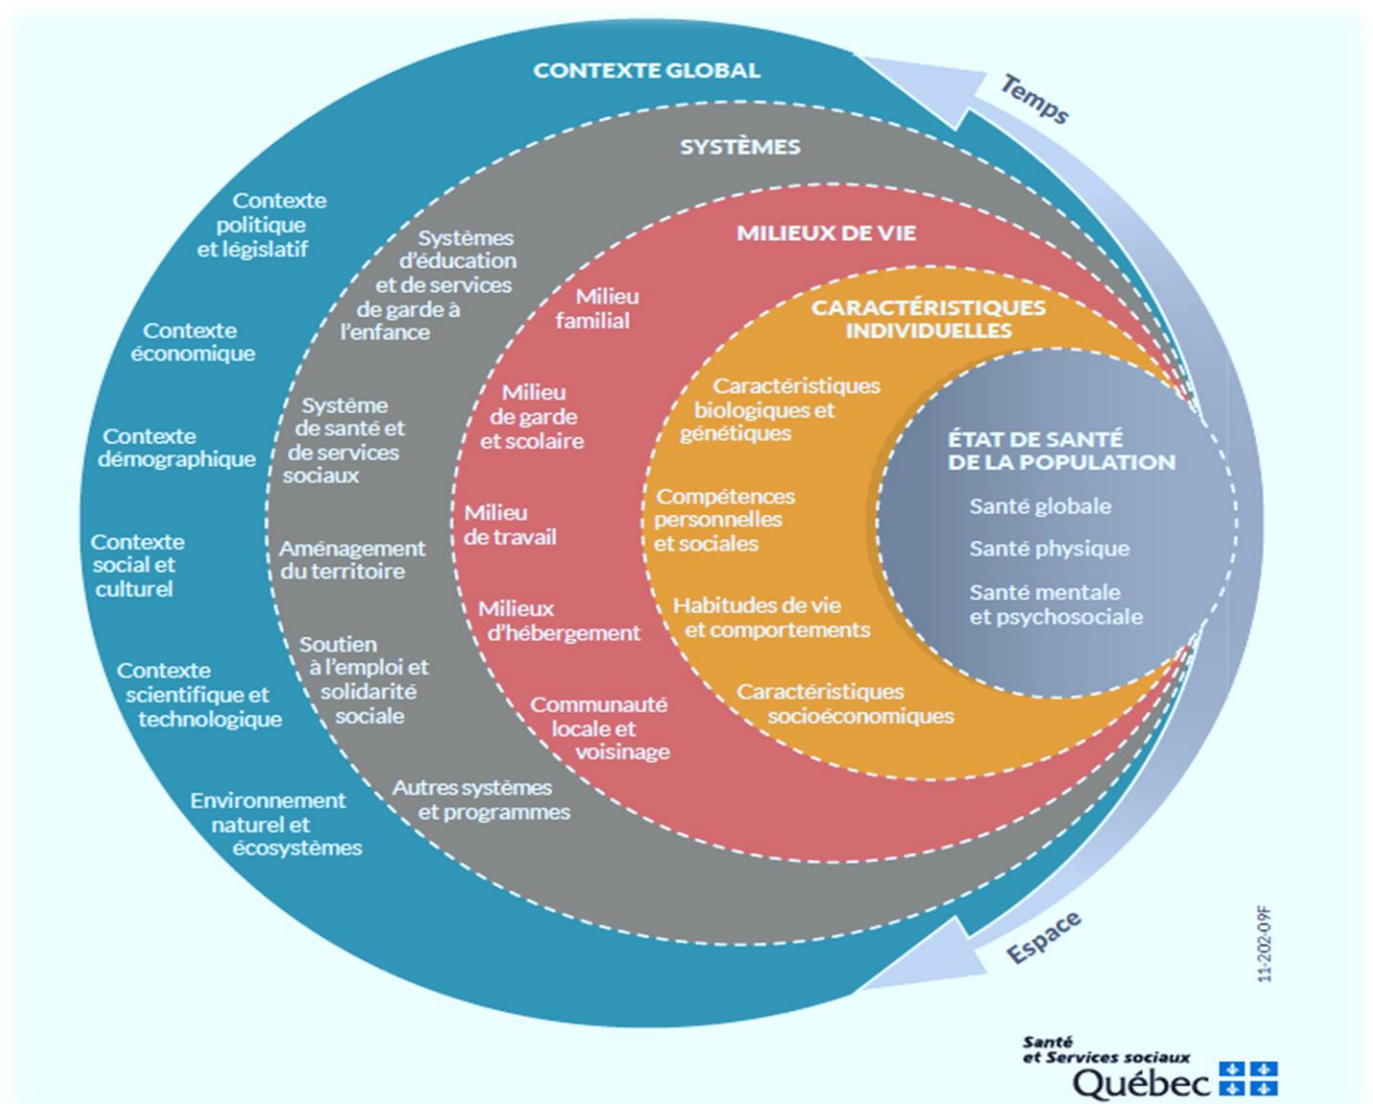 CONTEXTE GLOBAL
Contexte
politique
et législatif
Contexte
économique
Contexte
démographique
Contexte
social et
culturel
Contexte
scientifique et
technologique
Environnement
naturel et
écosystèmes
SYSTÈMES
Systèmes
d’éducation
et de services
de garde à
l’enfance
Système
de santé et
de services
sociaux
Aménagement
du territoire
Soutien
à l’emploi et
solidarité
sociale
Autres systèmes
et programmes
MILIEUX DE VIE
Milieu
familial
Milieu
de garde
et scolaire
Milieu
de travail
Milieux
d’hébergement
Communauté
locale et
voisinage
CARACTÉRISTIQUES
INDIVIDUELLES
Caractéristiques
biologiques et
génétiques
Compétences
personnelles
et sociales
Habitudes de vie
et comportements
Caractéristiques
socioéconomiques
ÉTAT DE SANTÉ
DE LA POPULATION
Santé globale
Santé physique
Santé mentale
et psychosociale
Temps
Espace
11-202-09F
Santé
et Services sociaux
Québec